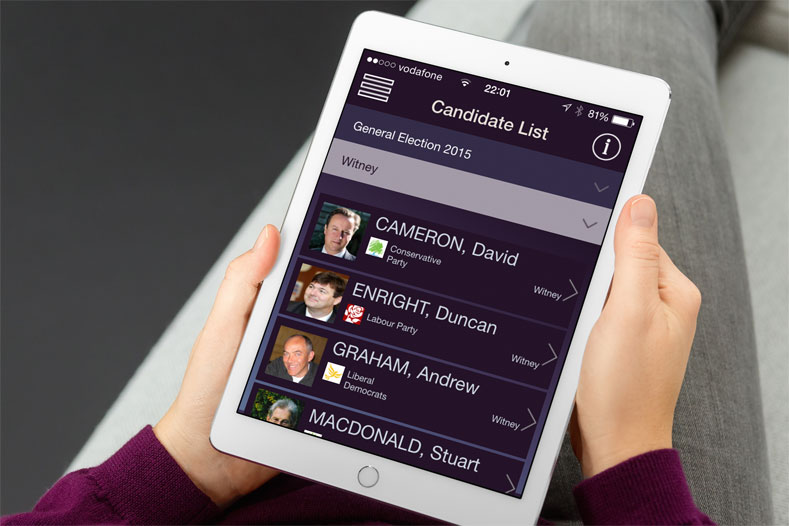 vodafone
22:01
81%
Candidate List
i
General Election 2015
Witney
CAMERON, David
Conservative
Party
Witney
ENRIGHT, Duncan
Labour Party
Witney
GRAHAM, Andrew
Liberal
Democrats
Witney
MACDONALD, Stuart